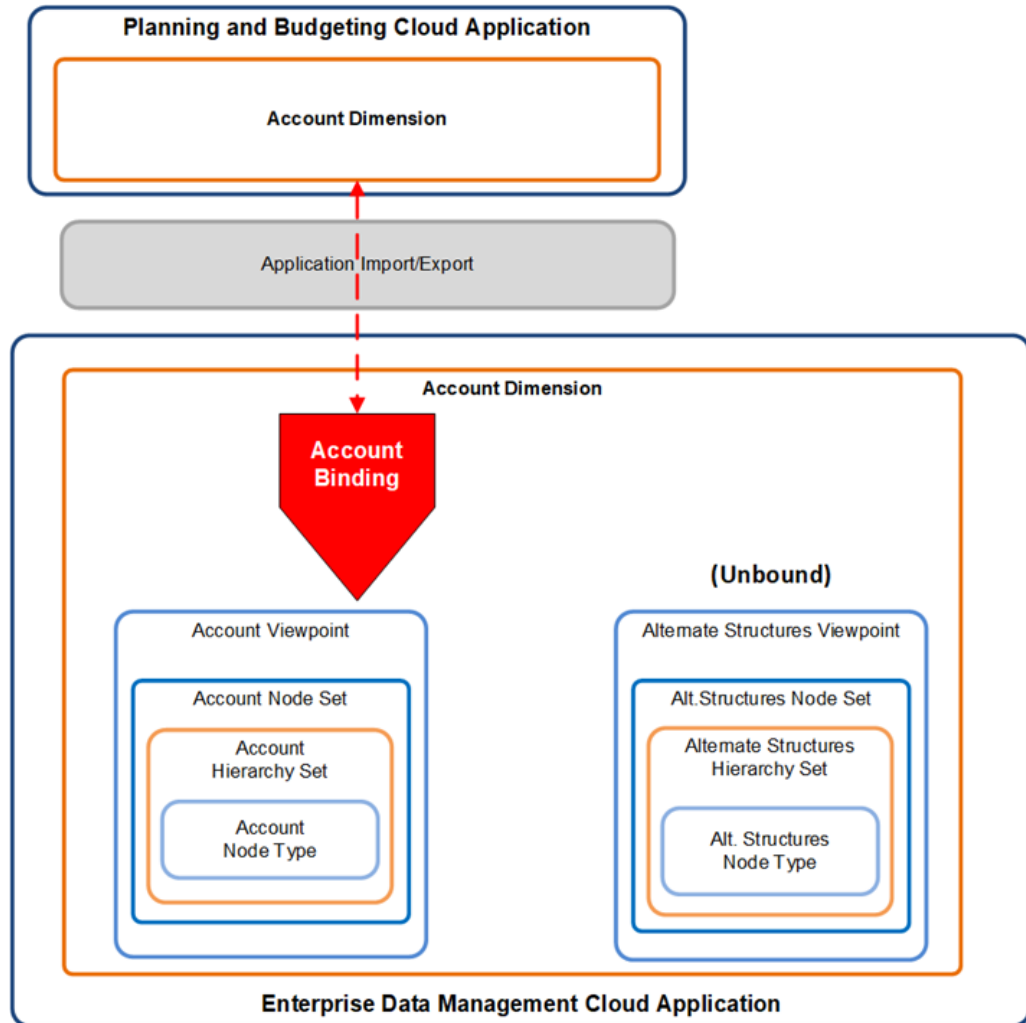 Planning and Budgeting Cloud Application
Account Dimension
Application Import/Export
Account Dimension
Account
Binding
(Unbound)
Account Viewpoint
Account Node Set
Account
Hierarchy Set
Account
Node Type
Alternate Structures Viewpoint
Alt.Structures Node Set
Alternate Structures
Hierarchy Set
Alt. Structures
Node Type
Enterprise Data Management Cloud Application